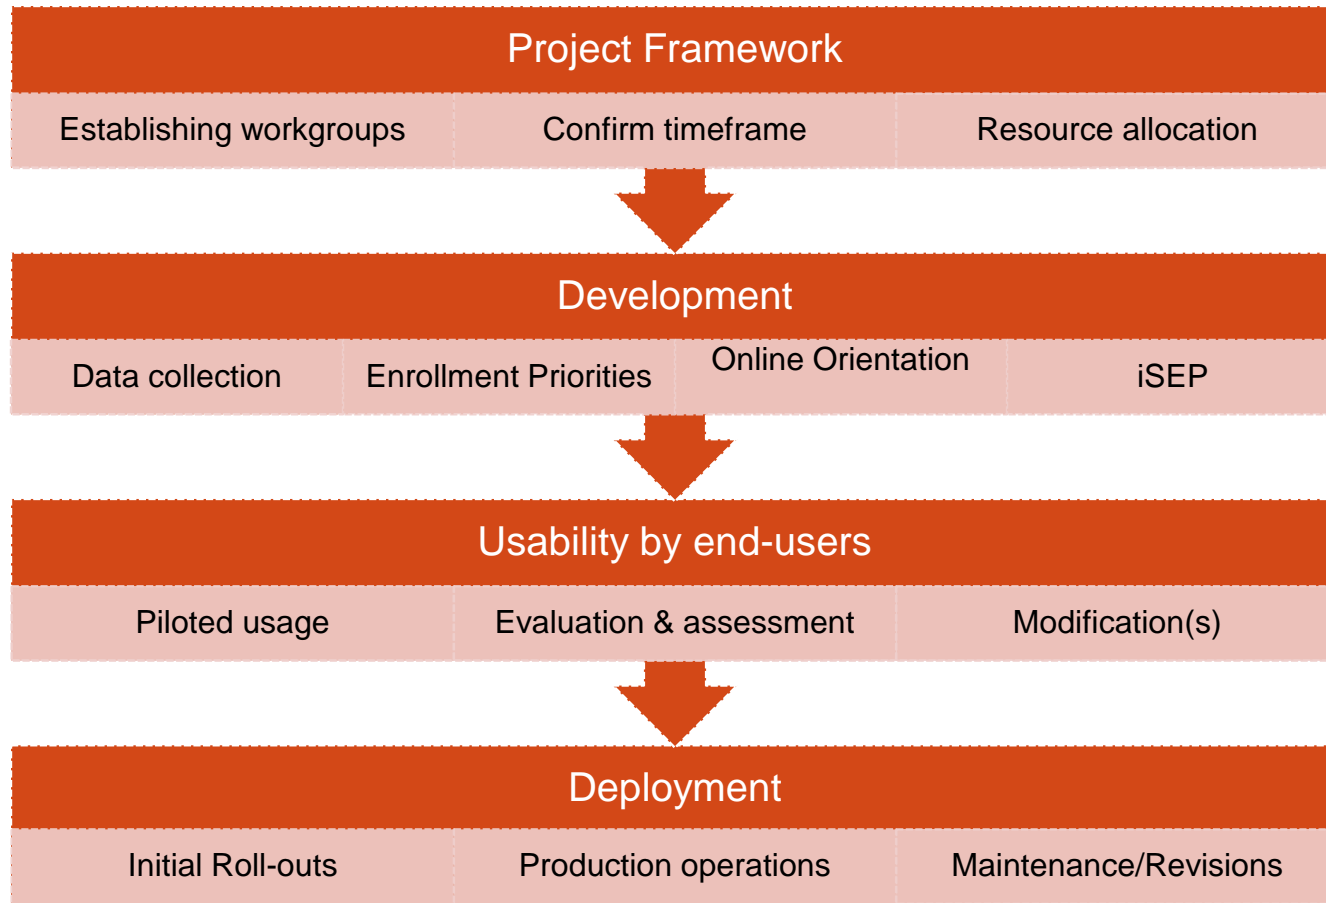 Project Framework
Establishing workgroups
Confirm timeframe
Resource allocation
Development
Data collection
Enrollment Priorities
Online Orientation
iSEP
Usability by end-users
Piloted usage
Evaluation & assessment
Modification(s)
Deployment
Initial Roll-outs
Production operations
Maintenance/Revisions